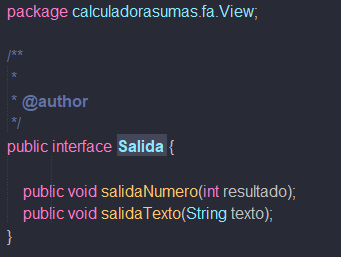 package calculadorasumas.fa.View;
/**
*
* @author
*/
public interface Salida {
public void salidaNumero(int resultado);
public void salidaTexto(String texto);
}